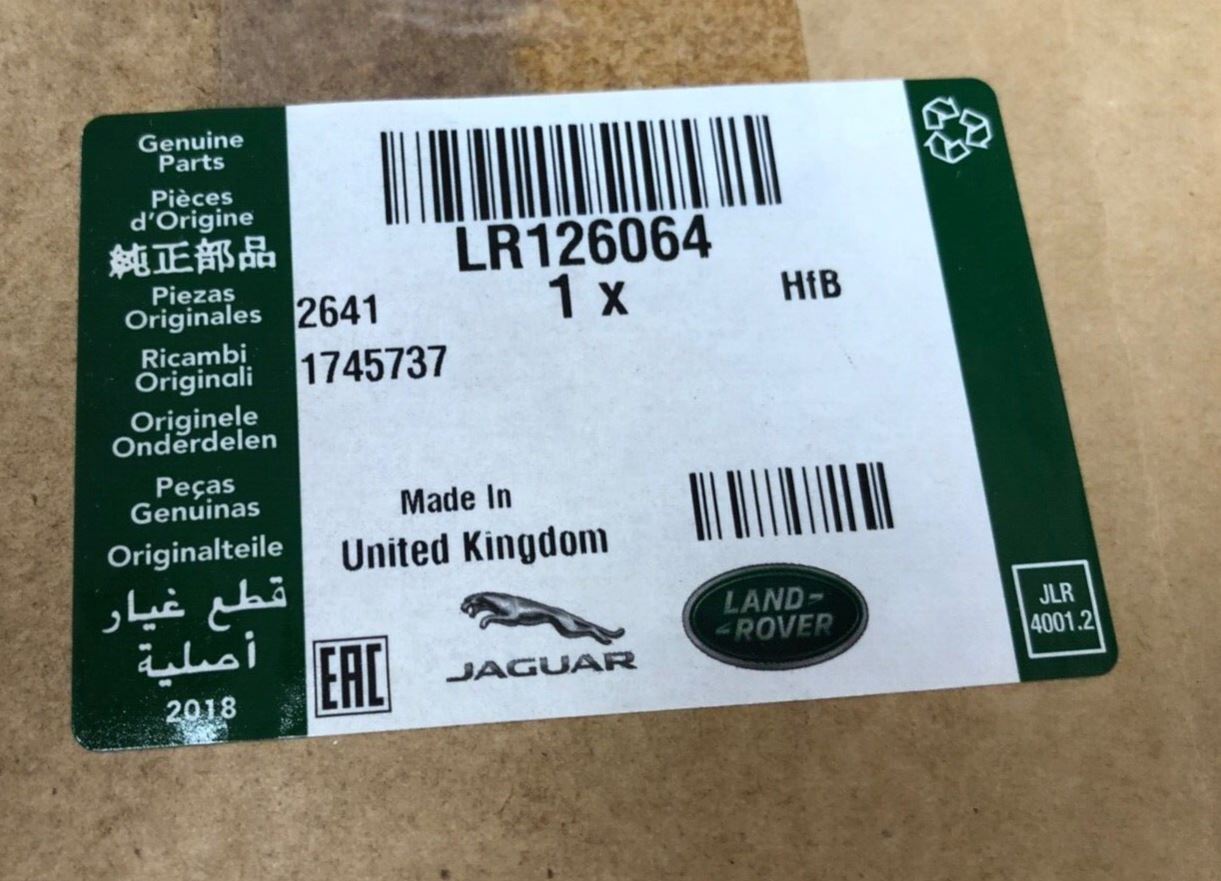 Genuine
Parts
Pièces
d'Origine
純正部品
Piezas
Originales
Ricambi
Originali
Originele
Onderdelen
Peças
Genuinas
Originalteile
قطع غيار
أصلية
2018
LR126064
1 x
HfB
2641
1745737
Made In
United Kingdom
EAC
JAGUAR
LAND-
-ROVER
JLR
4001.2